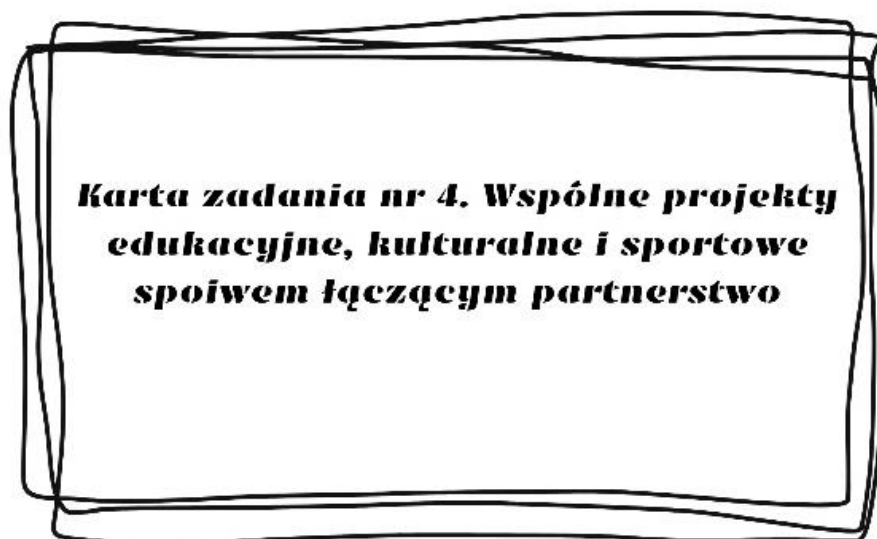 Karta zadania nr 4. Wspólne projekty
edukacyjne, kulturalne i sportowe
spoiwem łączącym partnerstwo